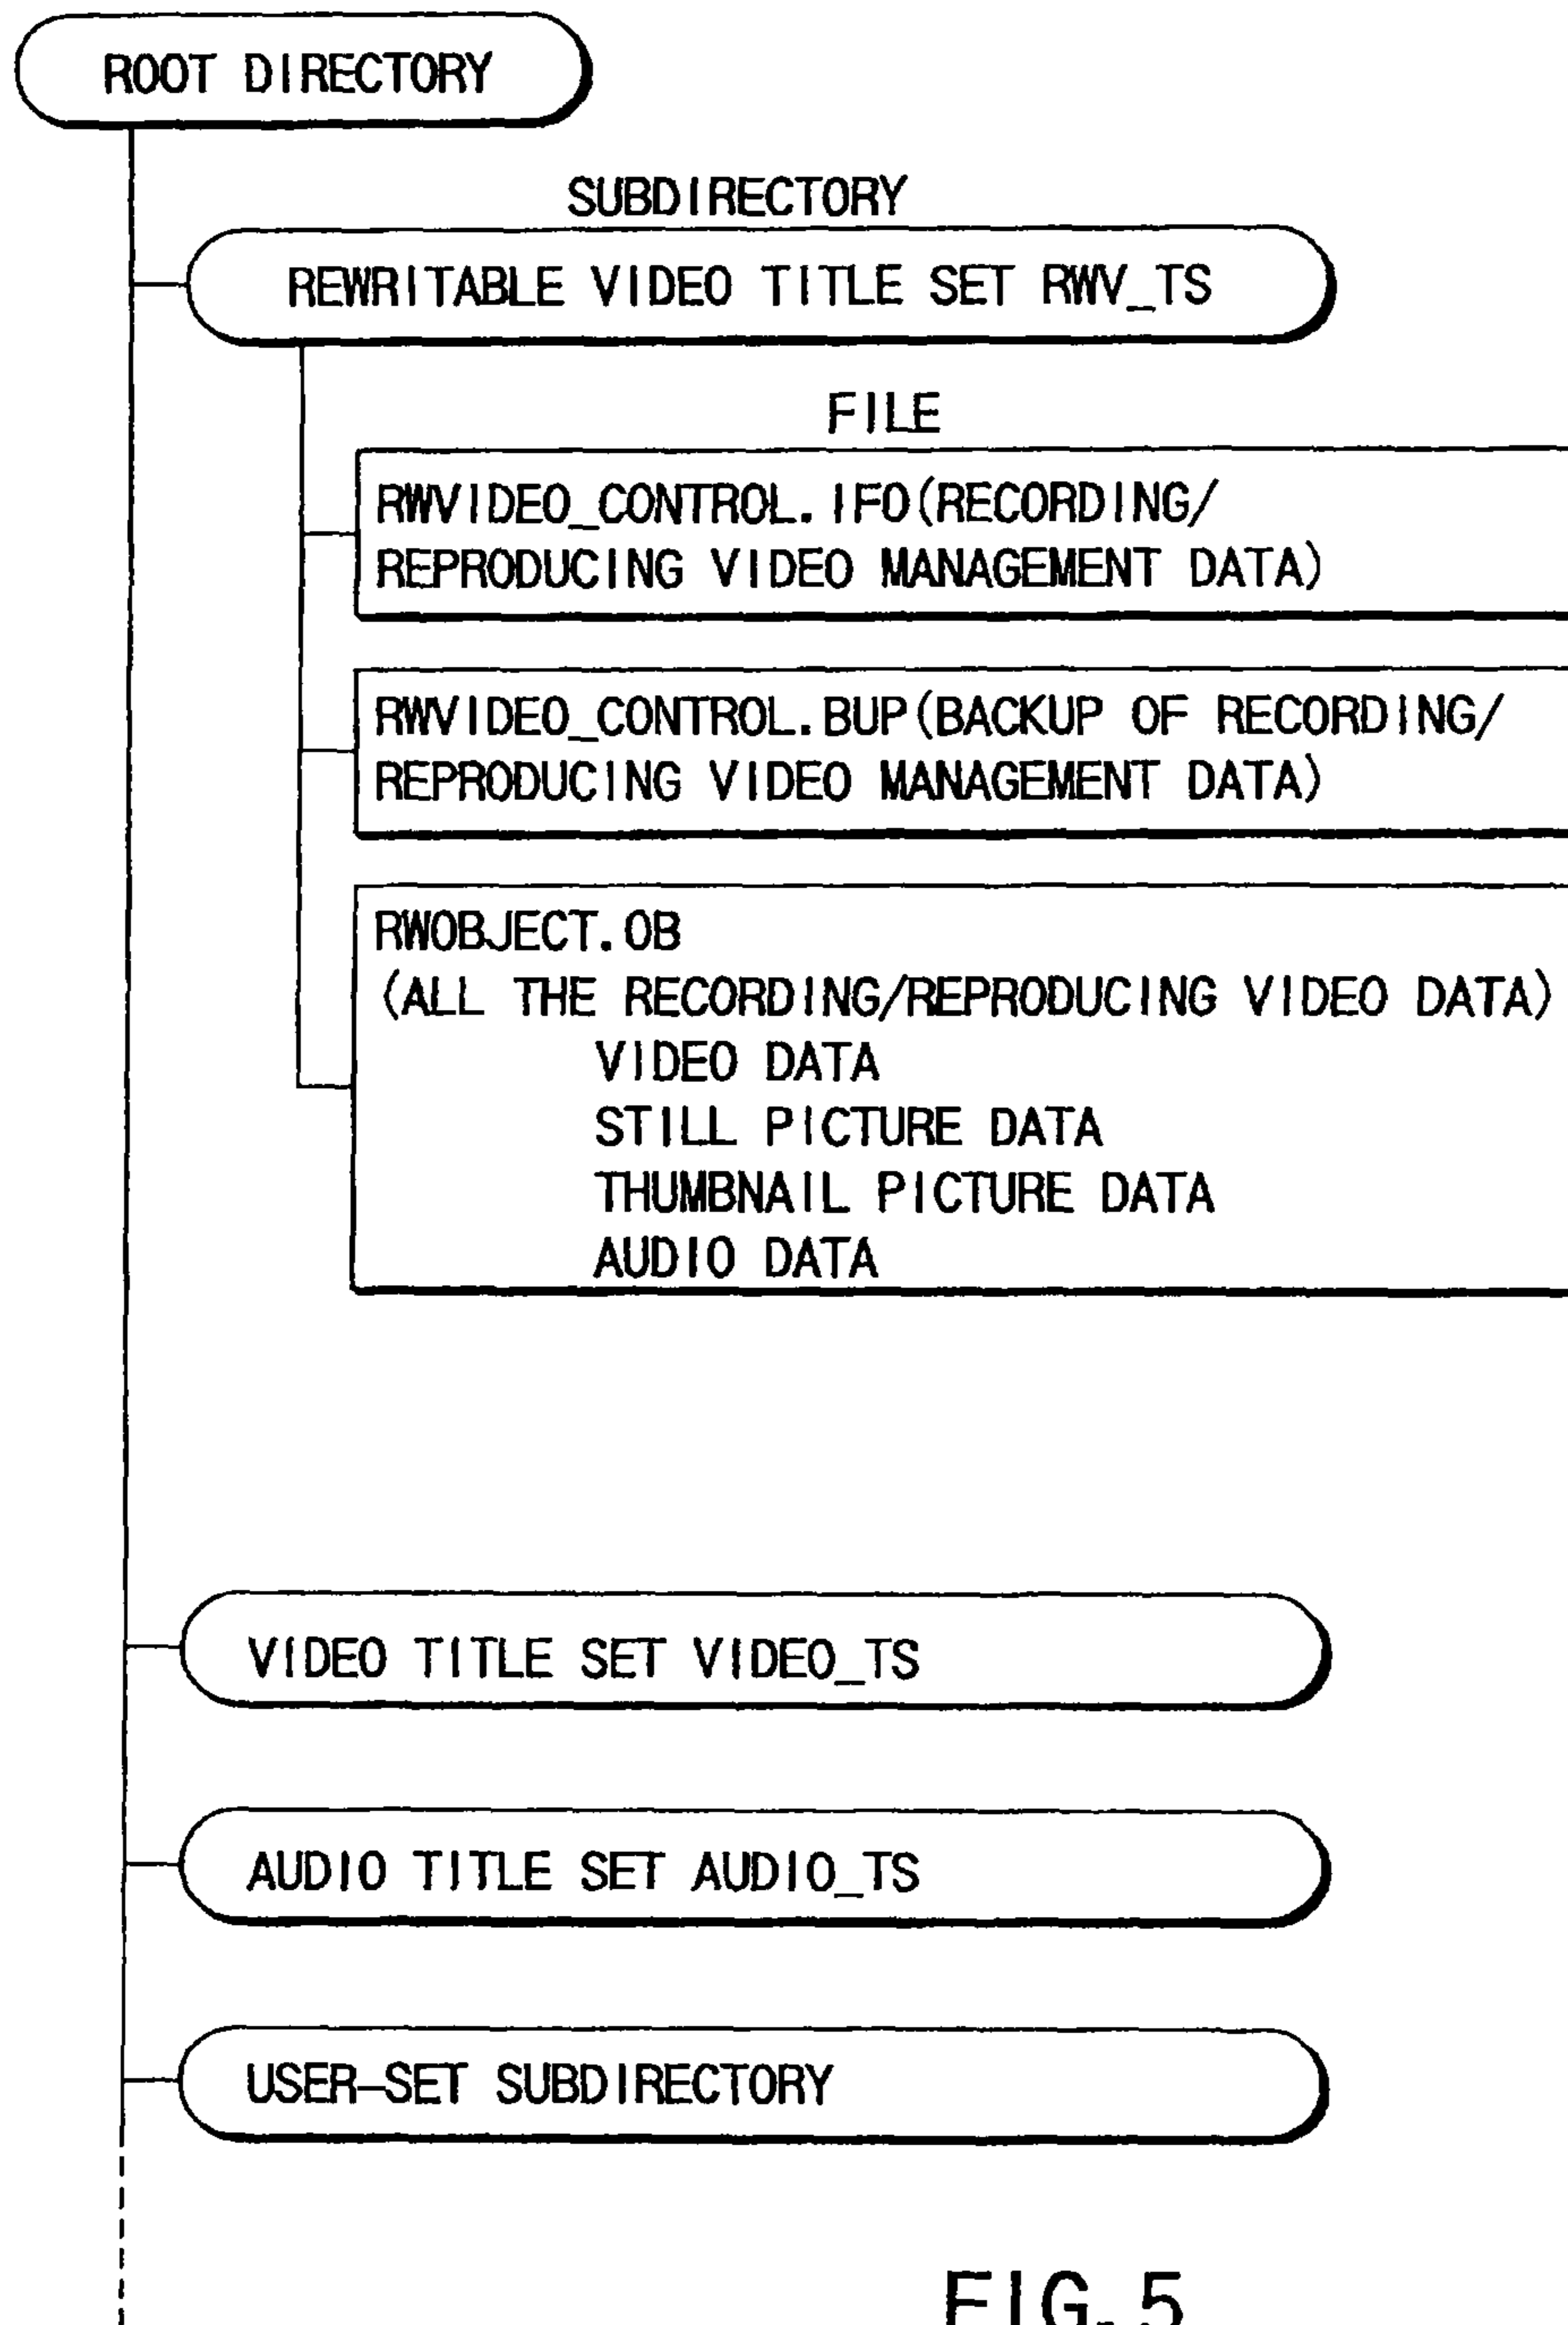 ROOT DIRECTORY
SUBDIRECTORY
REWRITABLE VIDEO TITLE SET RWV_TS
FILE
RWVIDEO_CONTROL.IFO(RECORDING/
REPRODUCING VIDEO MANAGEMENT DATA)
RWVIDEO_CONTROL.BUP(BACKUP OF RECORDING/
REPRODUCING VIDEO MANAGEMENT DATA)
RWOBJECT.OB
(ALL THE RECORDING/REPRODUCING VIDEO DATA)
VIDEO DATA
STILL PICTURE DATA
THUMBNAIL PICTURE DATA
AUDIO DATA
VIDEO TITLE SET VIDEO_TS
AUDIO TITLE SET AUDIO_TS
USER-SET SUBDIRECTORY
FIG.5